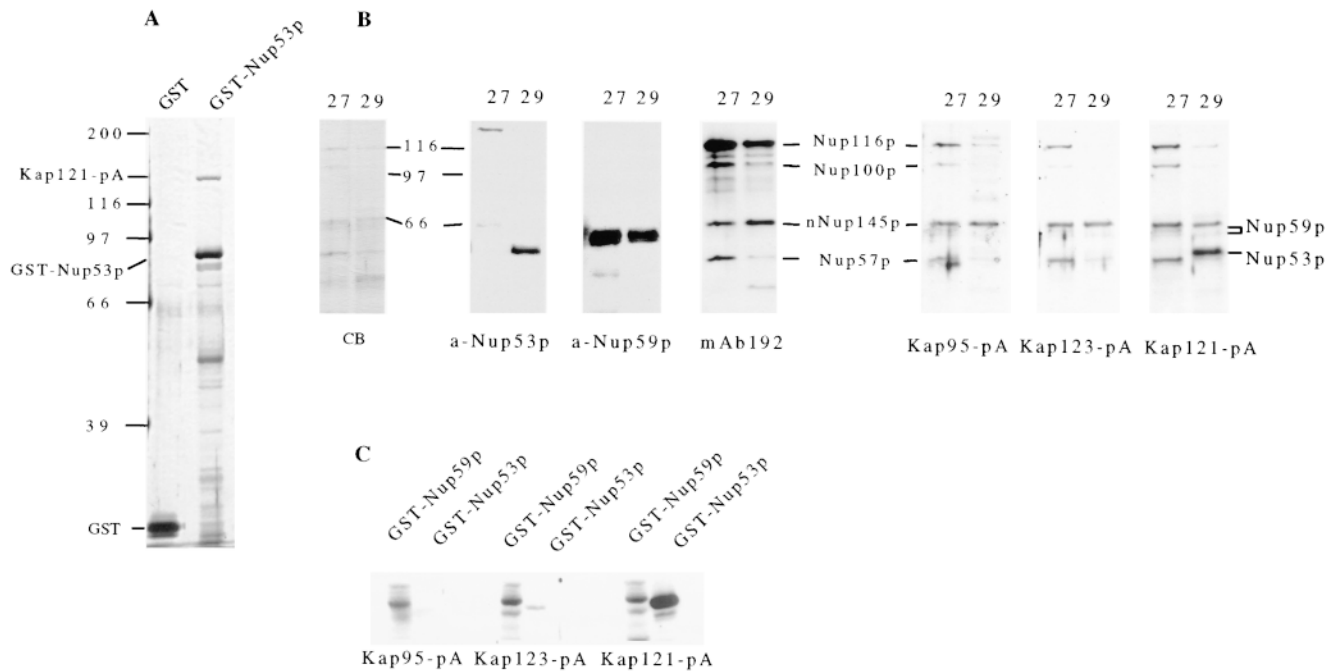 A
GST
GST-Nup53p
200
Kap121-pA
116
97
GST-Nup53p
66
39
GST
B
27 29
116
97
66
CB
27 29
a-Nup53p
27 29
a-Nup59p
27 29
mAb192
Nup116p
Nup100p
nNup145p
Nup57p
27 29
Kap95-pA
27 29
Kap123-pA
27 29
Kap121-pA
Nup59p
Nup53p
C
GST-Nup59p
GST-Nup53p
GST-Nup59p
GST-Nup53p
GST-Nup59p
GST-Nup53p
Kap95-pA Kap123-pA Kap121-pA